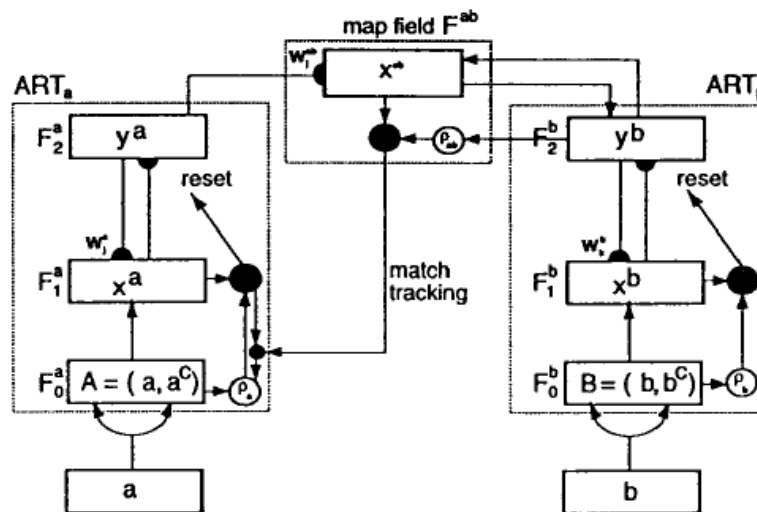 map field F^ab
ART_a
w_j^ab
x^ab
ART
F_2^a
y^a
ρ_ab
F_2^b
y^b
reset
reset
w_j^a
F_1^a
x^a
match
tracking
w_k^b
F_1^b
x^b
F_0^a
A = ( a, a^C)
ρ_a
F_0^b
B = ( b, b^C)
ρ_b
a
b